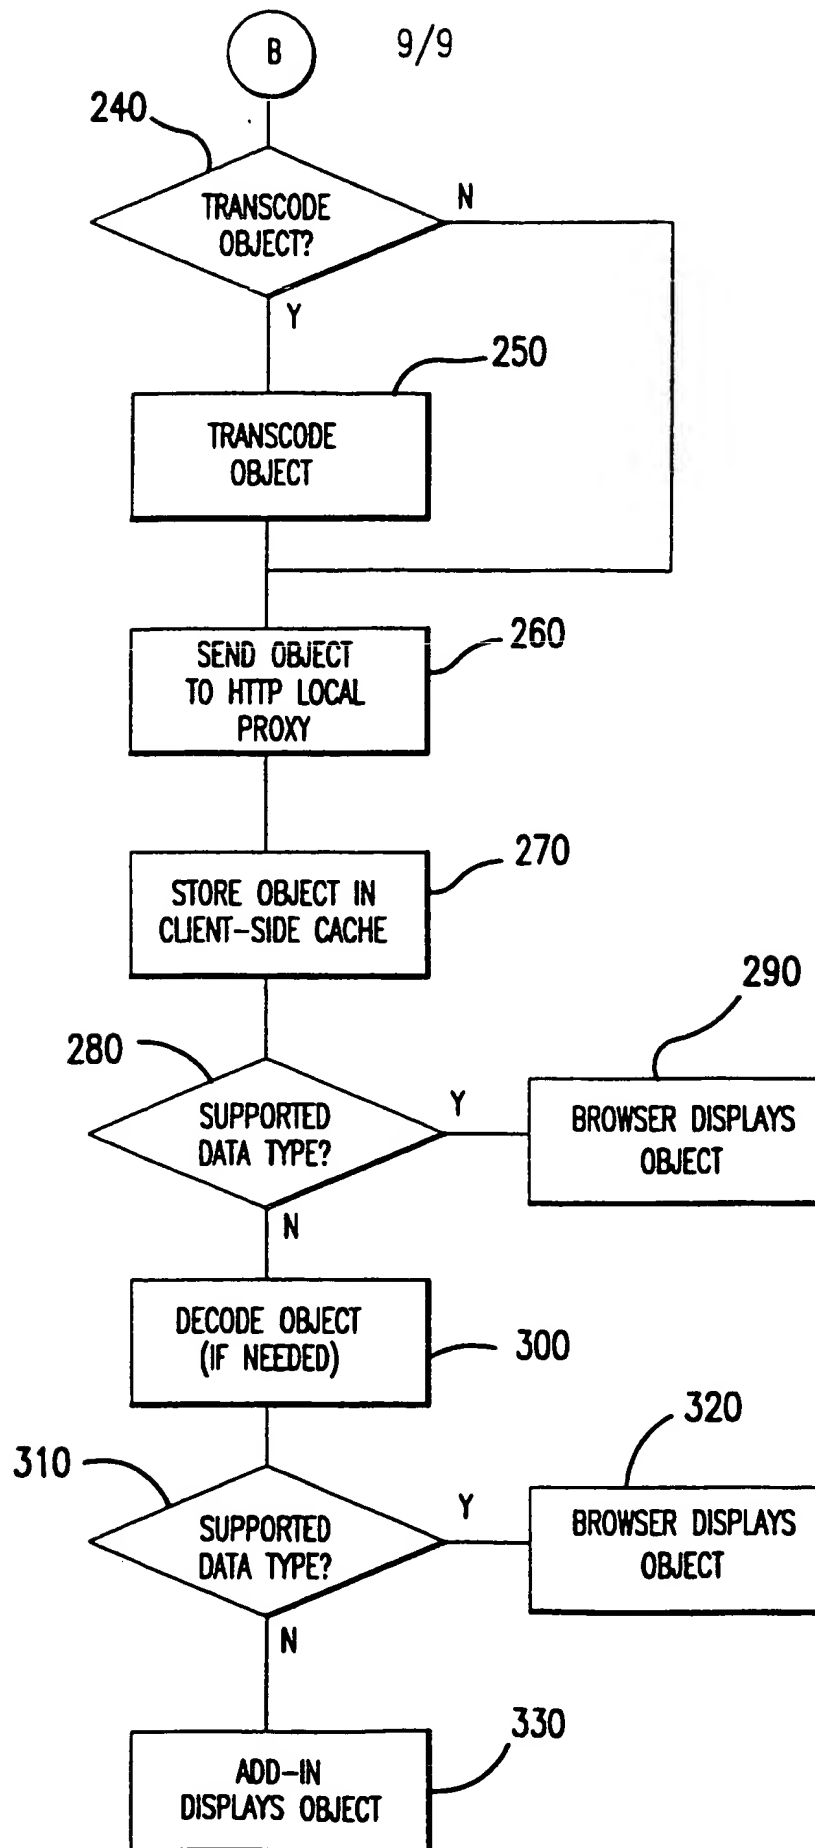 B
9/9
240
TRANSCODE
OBJECT?
N
Y
250
TRANSCODE
OBJECT
260
SEND OBJECT
TO HTTP LOCAL
PROXY
270
STORE OBJECT IN
CLIENT-SIDE CACHE
290
280
SUPPORTED
DATA TYPE?
Y
BROWSER DISPLAYS
OBJECT
N
DECODE OBJECT
(IF NEEDED)
300
320
310
SUPPORTED
DATA TYPE?
Y
BROWSER DISPLAYS
OBJECT
N
330
ADD-IN
DISPLAYS OBJECT